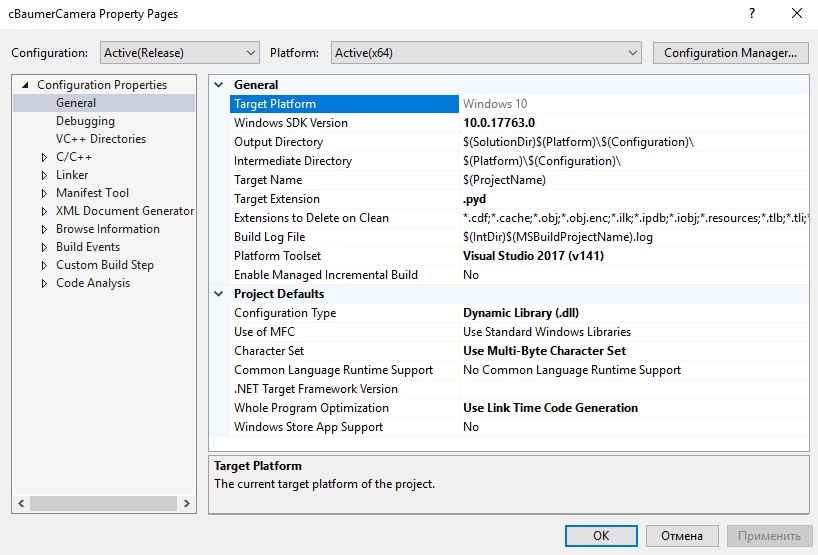 cBaumerCamera Property Pages
Configuration: Active(Release) Platform: Active(x64) Configuration Manager...
Configuration Properties
General
Debugging
VC++ Directories
C/C++
Linker
Manifest Tool
XML Document Generator
Browse Information
Build Events
Custom Build Step
Code Analysis
General
Target Platform Windows 10
Windows SDK Version 10.0.17763.0
Output Directory $(SolutionDir)$(Platform)\$(Configuration)\
Intermediate Directory $(Platform)\$(Configuration)\
Target Name $(ProjectName)
Target Extension .pyd
Extensions to Delete on Clean *.cdf;*.cache;*.obj;*.obj.enc;*.ilk;*.ipdb;*.iobj;*.resources;*.tlb;*.tli;*
Build Log File $(IntDir)$(MSBuildProjectName).log
Platform Toolset Visual Studio 2017 (v141)
Enable Managed Incremental Build No
Project Defaults
Configuration Type Dynamic Library (.dll)
Use of MFC Use Standard Windows Libraries
Character Set Use Multi-Byte Character Set
Common Language Runtime Support No Common Language Runtime Support
.NET Target Framework Version
Whole Program Optimization Use Link Time Code Generation
Windows Store App Support No
Target Platform
The current target platform of the project.
OK Отмена Применить